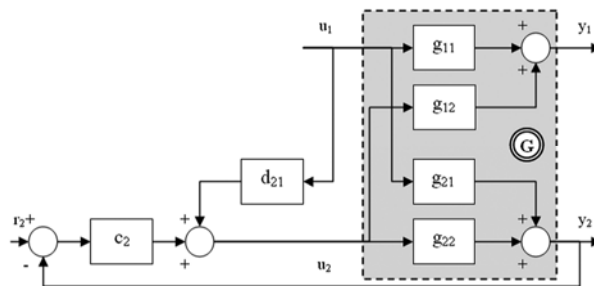 u₁ y₁
+ g₁₁
+
g₁₂
G
d₂₁ g₂₁
r₂+ c₂ + + y₂
g₂₂
- + u₂ +